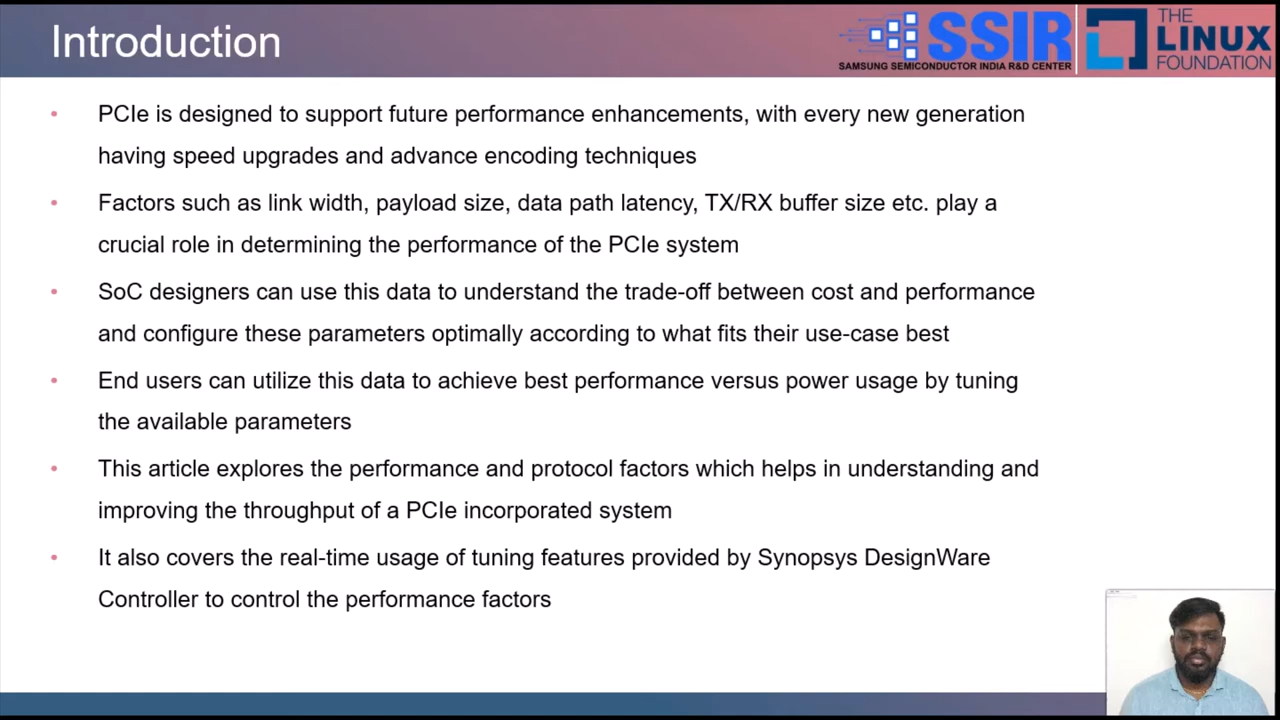 Introduction
SSIR
SAMSUNG SEMICONDUCTOR INDIA R&D CENTER
THE
LINUX
FOUNDATION
• PCIe is designed to support future performance enhancements, with every new generation
having speed upgrades and advance encoding techniques
• Factors such as link width, payload size, data path latency, TX/RX buffer size etc. play a
crucial role in determining the performance of the PCIe system
• SoC designers can use this data to understand the trade-off between cost and performance
and configure these parameters optimally according to what fits their use-case best
• End users can utilize this data to achieve best performance versus power usage by tuning
the available parameters
• This article explores the performance and protocol factors which helps in understanding and
improving the throughput of a PCIe incorporated system
• It also covers the real-time usage of tuning features provided by Synopsys DesignWare
Controller to control the performance factors